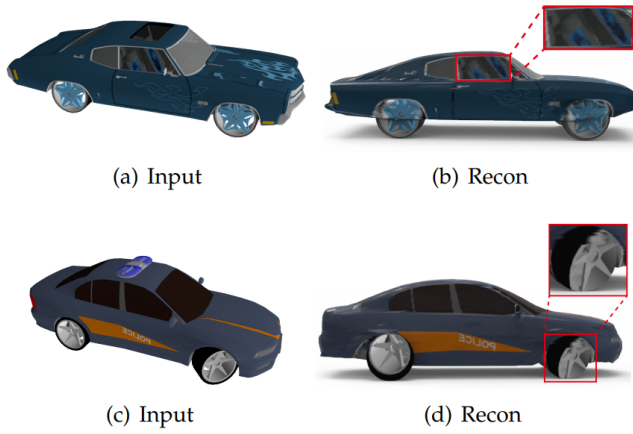 (a) Input
(b) Recon
POLICE
POLICE
(c) Input
(d) Recon